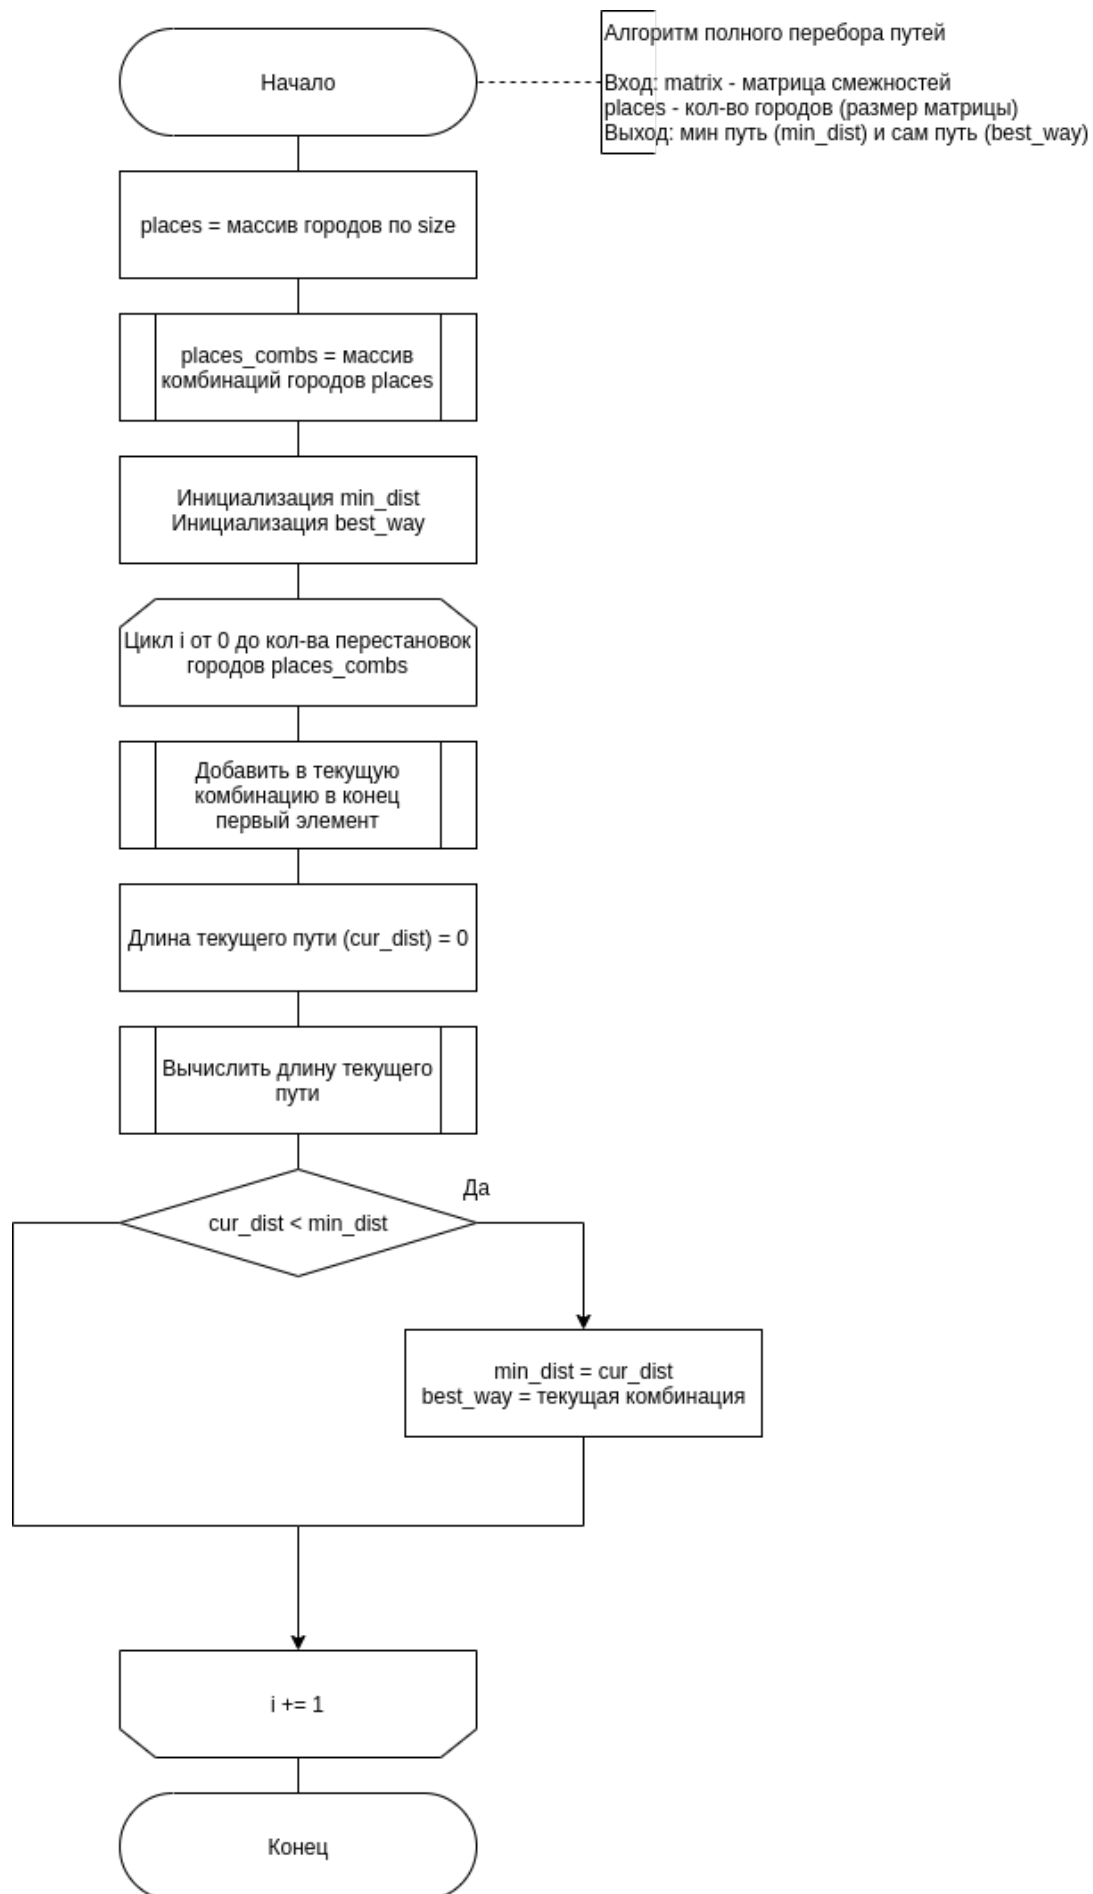 Начало
Алгоритм полного перебора путей
Вход: matrix - матрица смежностей
places - кол-во городов (размер матрицы)
Выход: мин путь (min_dist) и сам путь (best_way)
places = массив городов по size
places_combs = массив
комбинаций городов places
Инициализация min_dist
Инициализация best_way
Цикл i от 0 до кол-ва перестановок
городов places_combs
Добавить в текущую
комбинацию в конец
первый элемент
Длина текущего пути (cur_dist) = 0
Вычислить длину текущего
пути
Да
cur_dist < min_dist
min_dist = cur_dist
best_way = текущая комбинация
i += 1
Конец